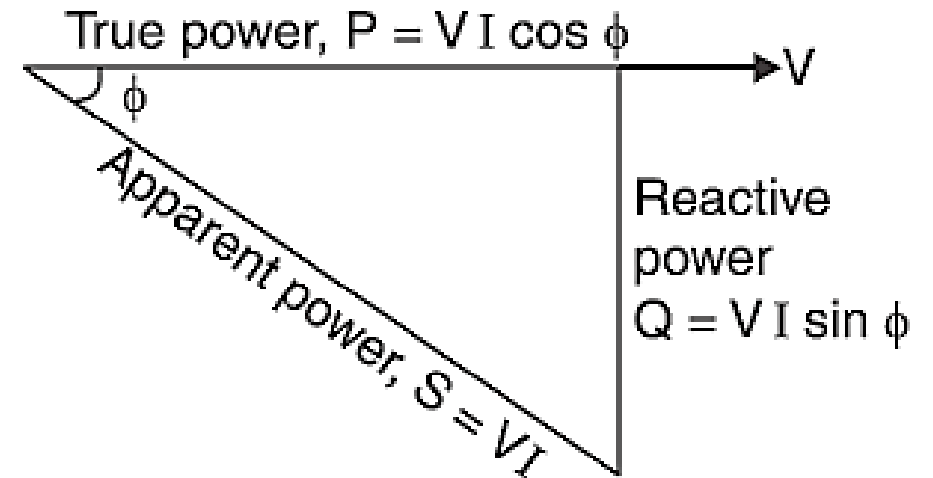 True power, P = V I cos ϕ
V
ϕ
Apparent power, S = VI
Reactive
power
Q = V I sin ϕ